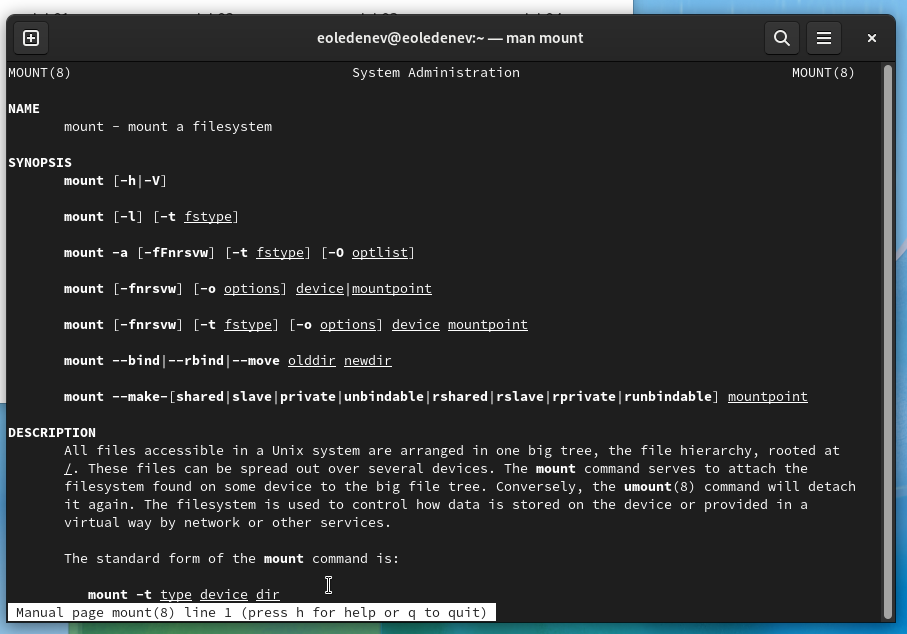 eoledenev@eoledenev:~ — man mount
MOUNT(8) System Administration MOUNT(8)
NAME
mount - mount a filesystem
SYNOPSIS
mount [-h|-V]
mount [-l] [-t fstype]
mount -a [-fFnrsvw] [-t fstype] [-O optlist]
mount [-fnrsvw] [-o options] device|mountpoint
mount [-fnrsvw] [-t fstype] [-o options] device mountpoint
mount --bind|--rbind|--move olddir newdir
mount --make-[shared|slave|private|unbindable|rshared|rslave|rprivate|runbindable] mountpoint
DESCRIPTION
All files accessible in a Unix system are arranged in one big tree, the file hierarchy, rooted at
/. These files can be spread out over several devices. The mount command serves to attach the
filesystem found on some device to the big file tree. Conversely, the umount(8) command will detach
it again. The filesystem is used to control how data is stored on the device or provided in a
virtual way by network or other services.
The standard form of the mount command is:
mount -t type device dir
Manual page mount(8) line 1 (press h for help or q to quit)